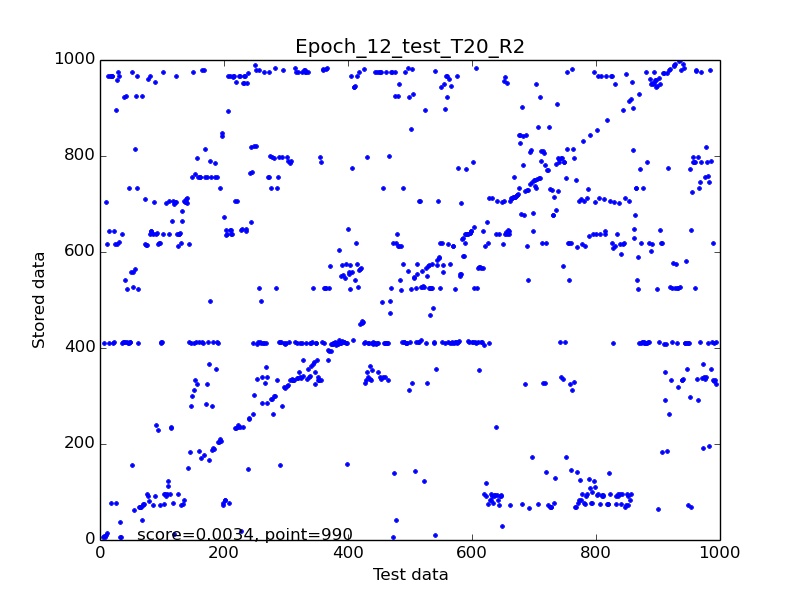 Epoch_12_test_T20_R2
1000
800
600
400
200
0
Stored data
score=0.0034, point=990
0 200 400 600 800 1000
Test data